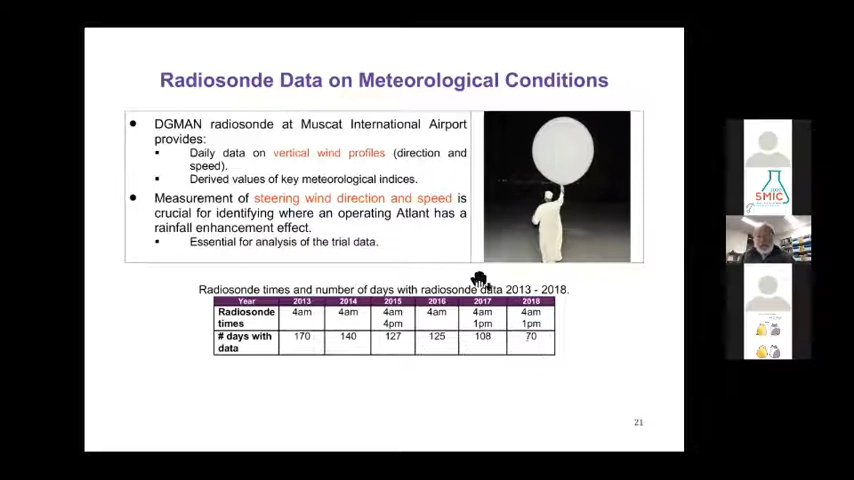 Radiosonde Data on Meteorological Conditions
● DGMAN radiosonde at Muscat International Airport
provides:
▪ Daily data on vertical wind profiles (direction and
speed).
▪ Derived values of key meteorological indices.
● Measurement of steering wind direction and speed is
crucial for identifying where an operating Atlant has a
rainfall enhancement effect.
▪ Essential for analysis of the trial data.
Radiosonde times and number of days with radiosonde data 2013 - 2018.
Year 2013 2014 2015 2016 2017 2018
Radiosonde 4am 4am 4am 4am 4am 4am
times 4pm 1pm 1pm
# days with 170 140 127 125 108 70
data
21
SMIC